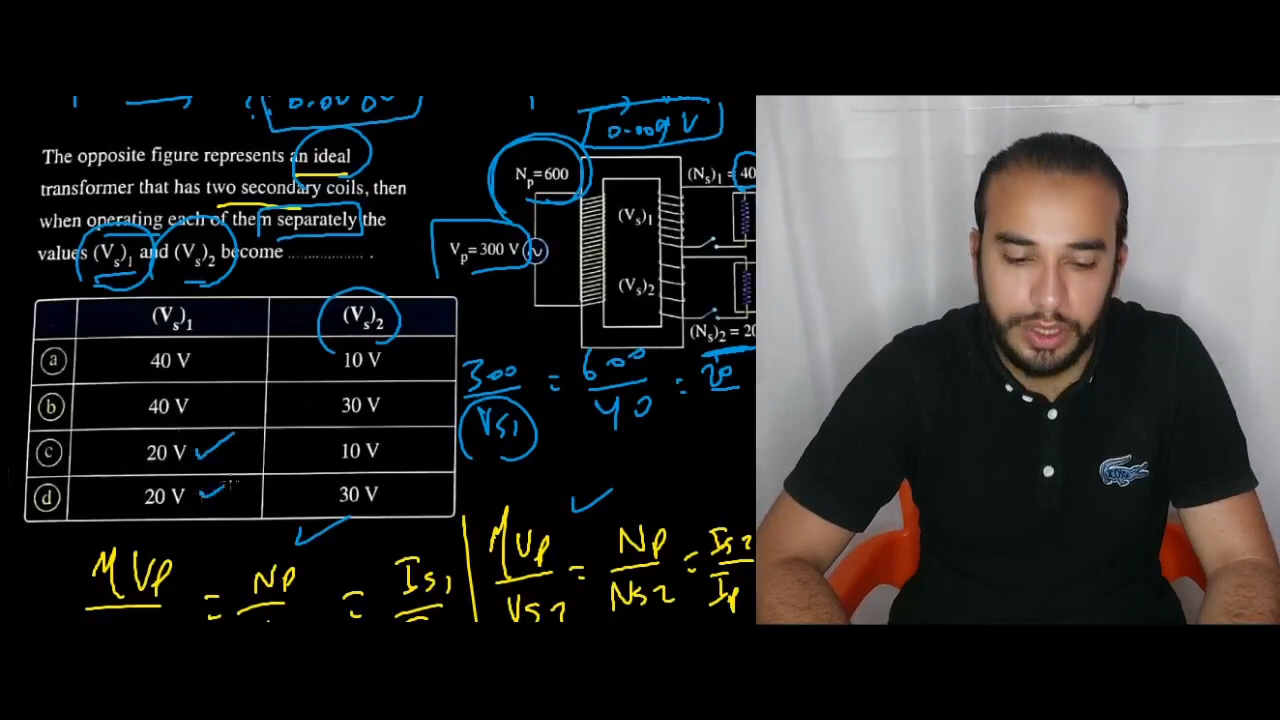 0.009 V
The opposite figure represents an ideal
transformer that has two secondary coils, then
when operating each of them separately the
values (Vs)1 and (Vs)2 become .................. .
Np=600
Vp=300 V
(Vs)1
(Vs)2
(Ns)1 = 40
(Ns)2 = 20
(Vs)1 (Vs)2
a 40 V 10 V
b 40 V 30 V
c 20 V ✓ 10 V
d 20 V ✓ 30 V
300/Vs1 = 600/40 = 20
ηVp = Np = Is1
ηVp/Vs2 = Np/Ns2 = Is2/Ip